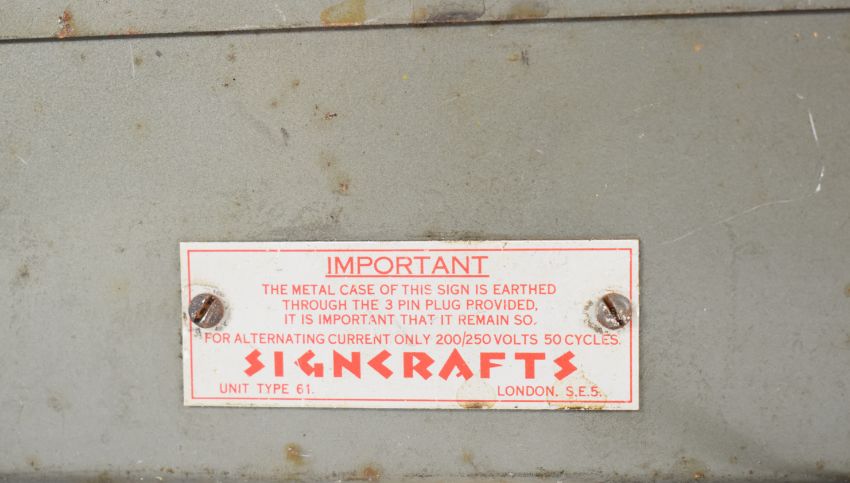 IMPORTANT
THE METAL CASE OF THIS SIGN IS EARTHED
THROUGH THE 3 PIN PLUG PROVIDED,
IT IS IMPORTANT THAT IT REMAIN SO.
FOR ALTERNATING CURRENT ONLY 200/250 VOLTS 50 CYCLES.
SIGNCRAFTS
UNIT TYPE 61. LONDON. S.E.5.